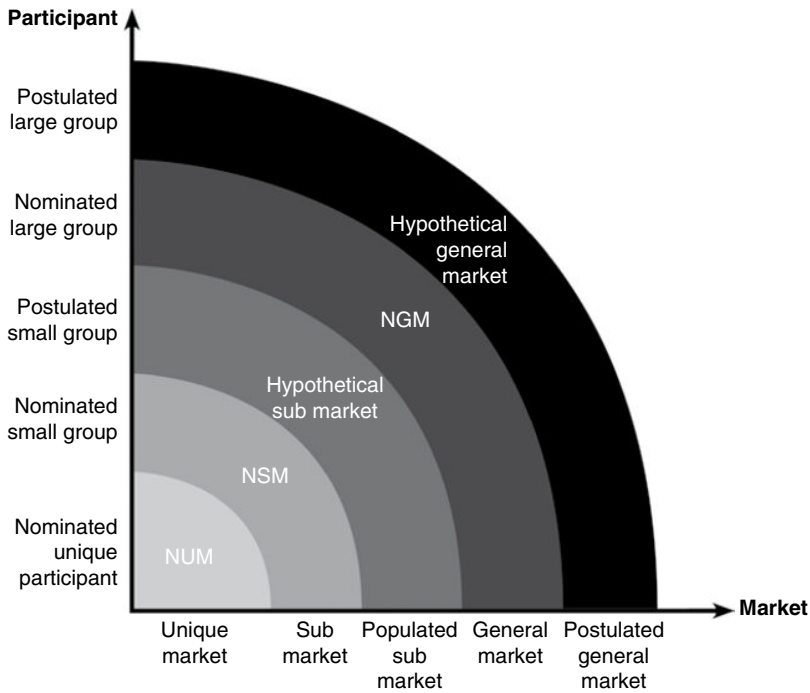 Participant
Postulated
large group
Nominated
large group
Postulated
small group
Nominated
small group
Nominated
unique
participant
Hypothetical
general
market
NGM
Hypothetical
sub market
NSM
NUM
Market
Unique
market
Sub
market
Populated
sub
market
General
market
Postulated
general
market